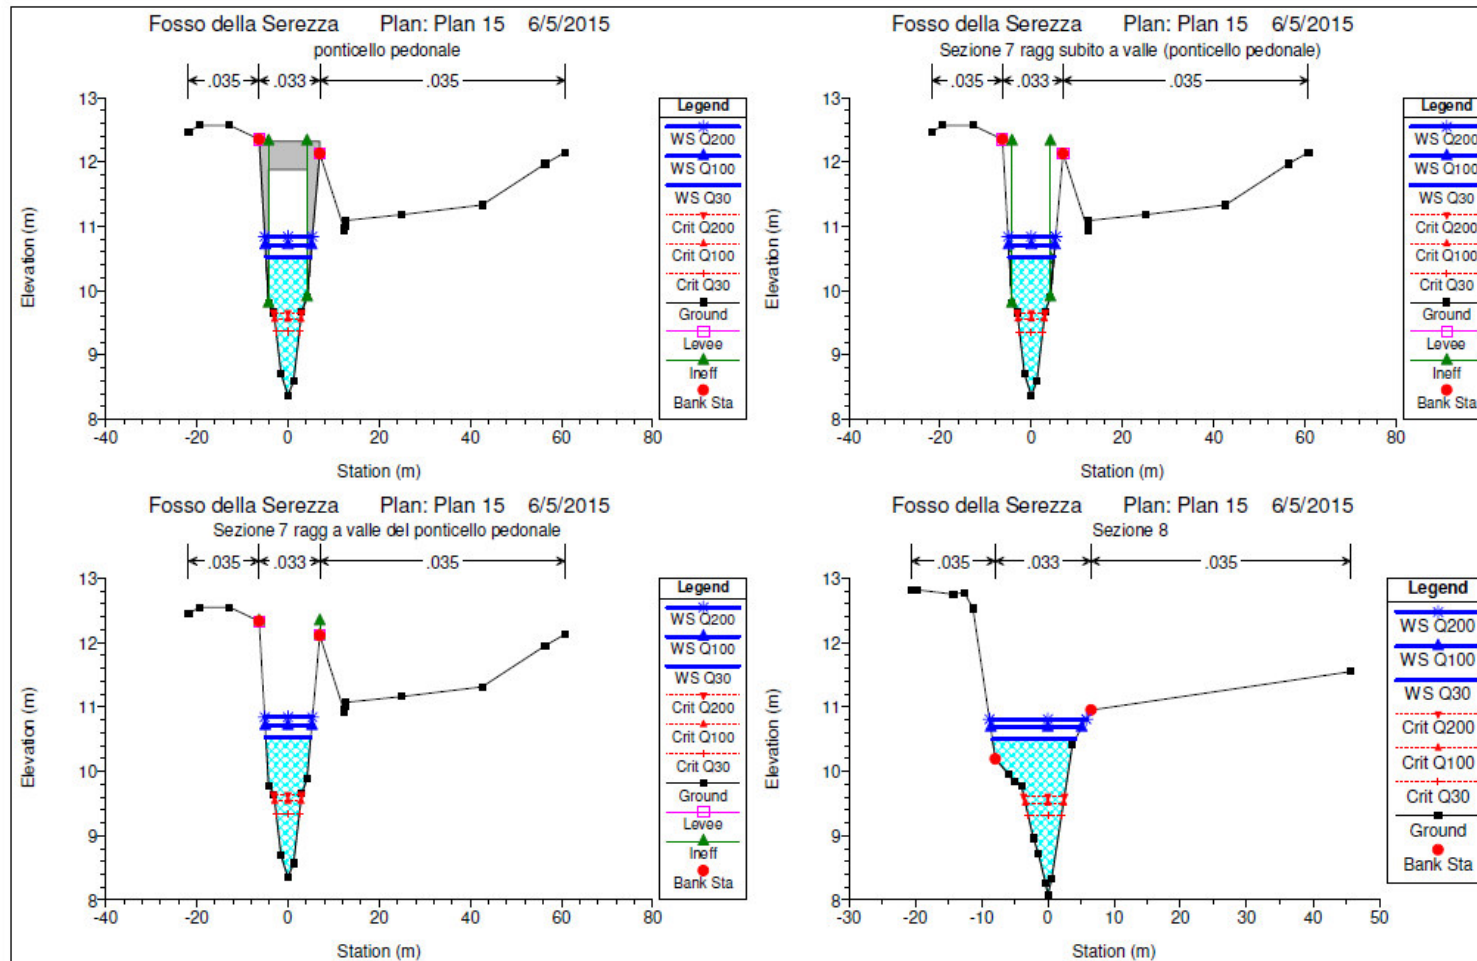 Fosso della Serezza Plan: Plan 15 6/5/2015
ponticello pedonale
.035 .033 .035
13
12
11
10
9
8
Elevation (m)
-40 -20 0 20 40 60 80
Station (m)
Legend
WS Q200
WS Q100
WS Q30
Crit Q200
Crit Q100
Crit Q30
Ground
Levee
Ineff
Bank Sta
Fosso della Serezza Plan: Plan 15 6/5/2015
Sezione 7 ragg subito a valle (ponticello pedonale)
.035 .033 .035
13
12
11
10
9
8
Elevation (m)
-40 -20 0 20 40 60 80
Station (m)
Legend
WS Q200
WS Q100
WS Q30
Crit Q200
Crit Q100
Crit Q30
Ground
Levee
Ineff
Bank Sta
Fosso della Serezza Plan: Plan 15 6/5/2015
Sezione 7 ragg a valle del ponticello pedonale
.035 .033 .035
13
12
11
10
9
8
Elevation (m)
-40 -20 0 20 40 60 80
Station (m)
Legend
WS Q200
WS Q100
WS Q30
Crit Q200
Crit Q100
Crit Q30
Ground
Levee
Ineff
Bank Sta
Fosso della Serezza Plan: Plan 15 6/5/2015
Sezione 8
.035 .033 .035
13
12
11
10
9
8
Elevation (m)
-30 -20 -10 0 10 20 30 40 50
Station (m)
Legend
WS Q200
WS Q100
WS Q30
Crit Q200
Crit Q100
Crit Q30
Ground
Bank Sta